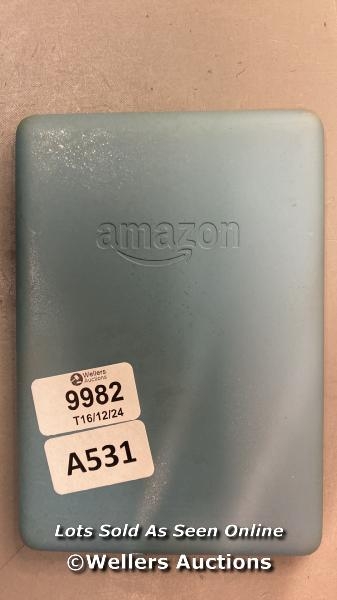 amazon
Wellers
Auctions
9982
T16/12/24
A531
Lots Sold As Seen Online
©Wellers Auctions